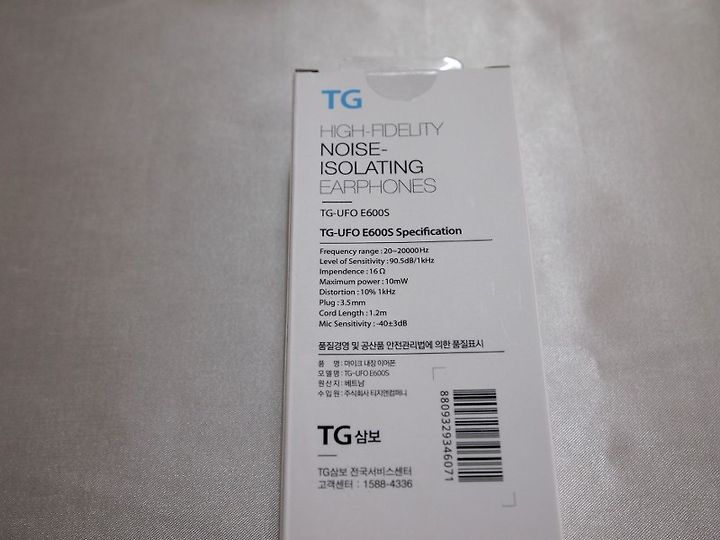 TG
HIGH-FIDELITY
NOISE-
ISOLATING
EARPHONES
TG-UFO E600S
TG-UFO E600S Specification
Frequency range : 20~20000Hz
Level of Sensitivity : 90.5dB/1kHz
Impendence : 16 Ω
Maximum power : 10mW
Distortion : 10% 1kHz
Plug : 3.5mm
Cord Length : 1.2m
Mic Sensitivity : -40±3dB
품질경영 및 공산품 안전관리법에 의한 품질표시
품 명 : 마이크 내장 이어폰
모 델 명 : TG-UFO E600S
원 산 지 : 베트남
수 입 원 : 주식회사 티지앤컴퍼니
8809329346071
TG삼보
TG삼보 전국서비스센터
고객센터 : 1588-4336